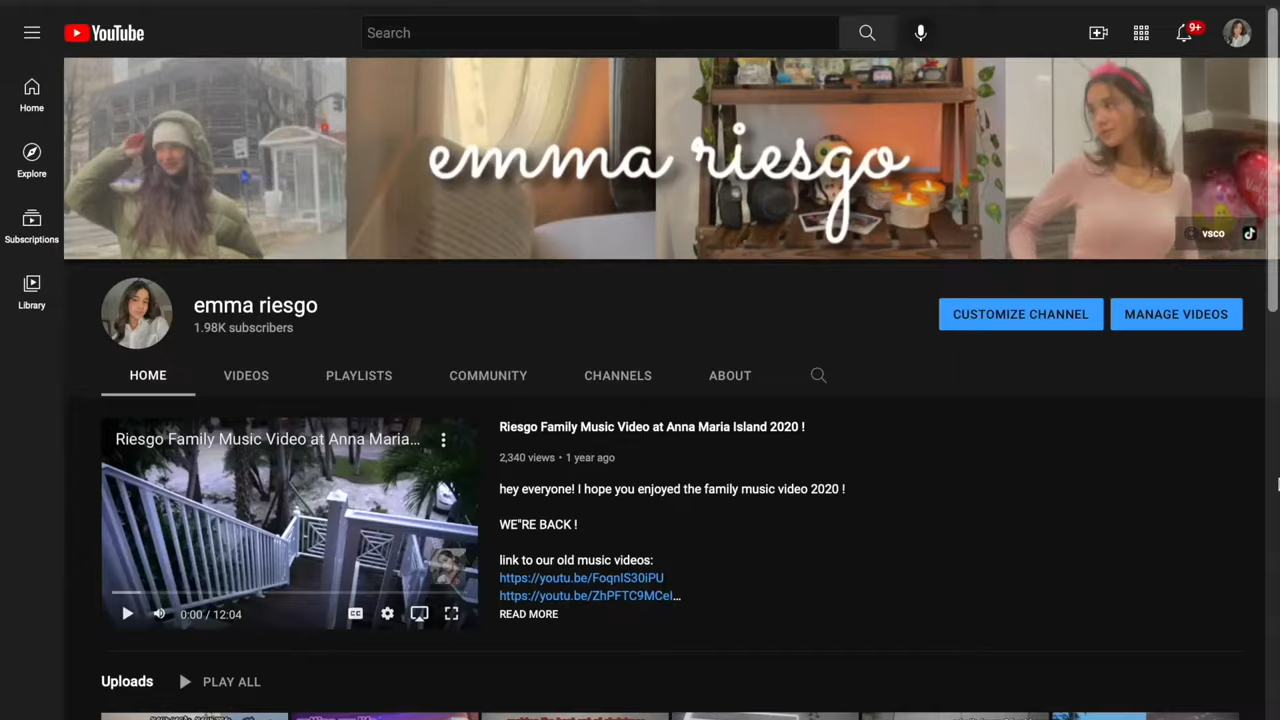 YouTube
Search
9+
Home
Explore
Subscriptions
Library
emma riesgo
vsco
emma riesgo
1.98K subscribers
CUSTOMIZE CHANNEL
MANAGE VIDEOS
HOME
VIDEOS
PLAYLISTS
COMMUNITY
CHANNELS
ABOUT
Riesgo Family Music Video at Anna Maria...
0:00 / 12:04
CC
Riesgo Family Music Video at Anna Maria Island 2020 !
2,340 views • 1 year ago
hey everyone! I hope you enjoyed the family music video 2020 !
WE"RE BACK !
link to our old music videos:
https://youtu.be/FoqnIS30iPU
https://youtu.be/ZhPFTC9MCeI...
READ MORE
Uploads
PLAY ALL